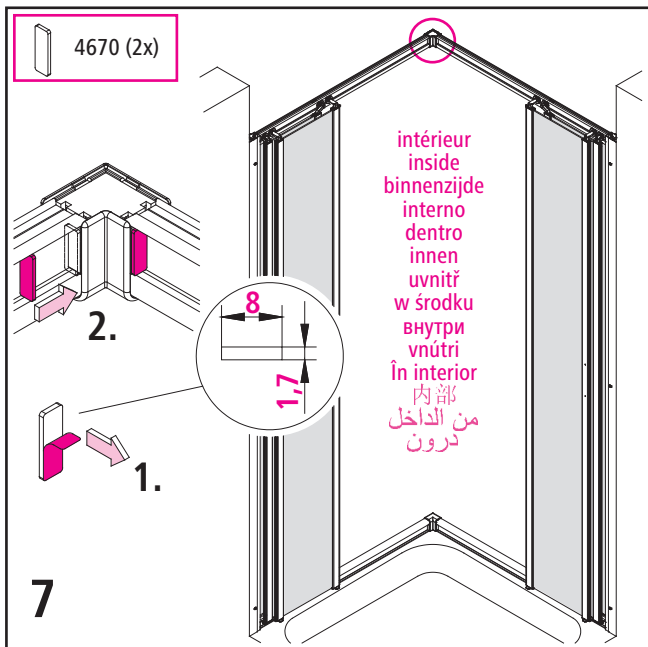 4670 (2x)
intérieur
inside
binnenzijde
interno
dentro
innen
uvnitř
w środku
внутри
vnútri
În interior
内部
من الداخل
درون
2.
8
1,7
1.
7